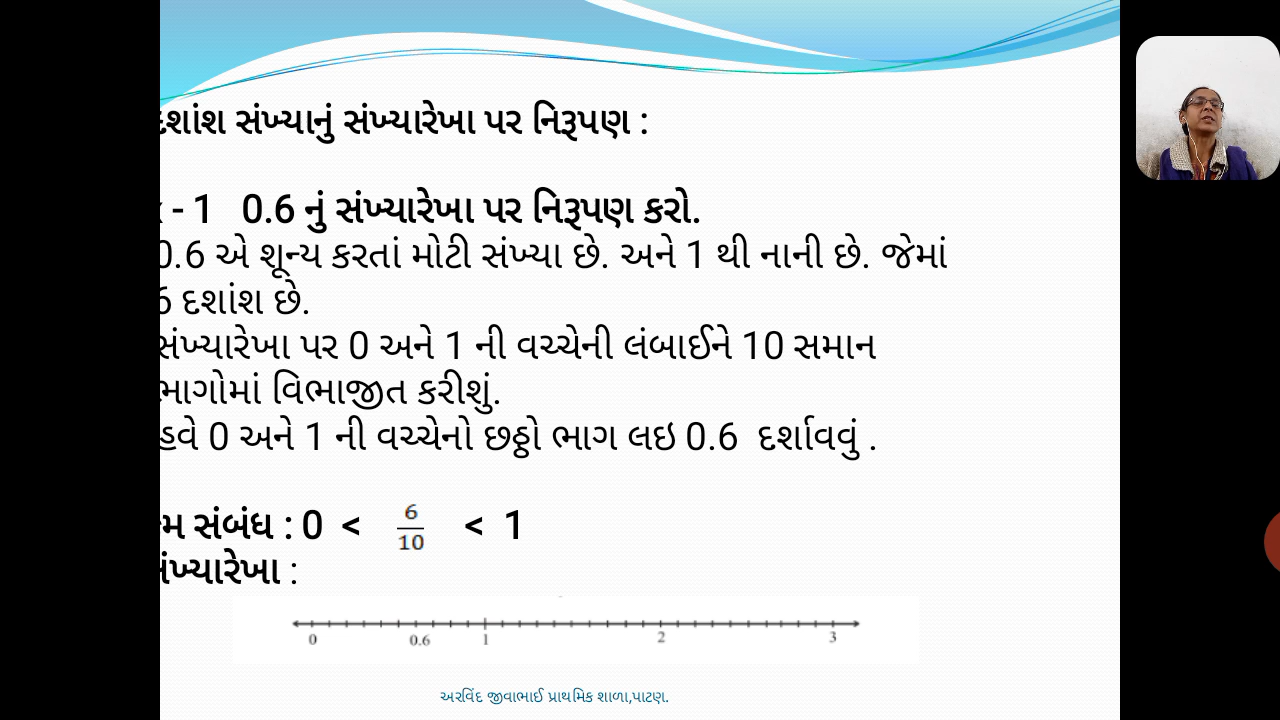 દશાંશ સંખ્યાનું સંખ્યારેખા પર નિરૂપણ :
- 1 0.6 નું સંખ્યારેખા પર નિરૂપણ કરો.
0.6 એ શૂન્ય કરતાં મોટી સંખ્યા છે. અને 1 થી નાની છે. જેમાં
6 દશાંશ છે.
સંખ્યારેખા પર 0 અને 1 ની વચ્ચેની લંબાઈને 10 સમાન
ભાગોમાં વિભાજીત કરીશું.
હવે 0 અને 1 ની વચ્ચેનો છઠ્ઠો ભાગ લઇ 0.6 દર્શાવવું .
સંબંધ : 0 < 6/10 < 1
સંખ્યારેખા :
0 0.6 1 2 3
અરવિંદ જીવાભાઈ પ્રાથમિક શાળા,પાટણ.